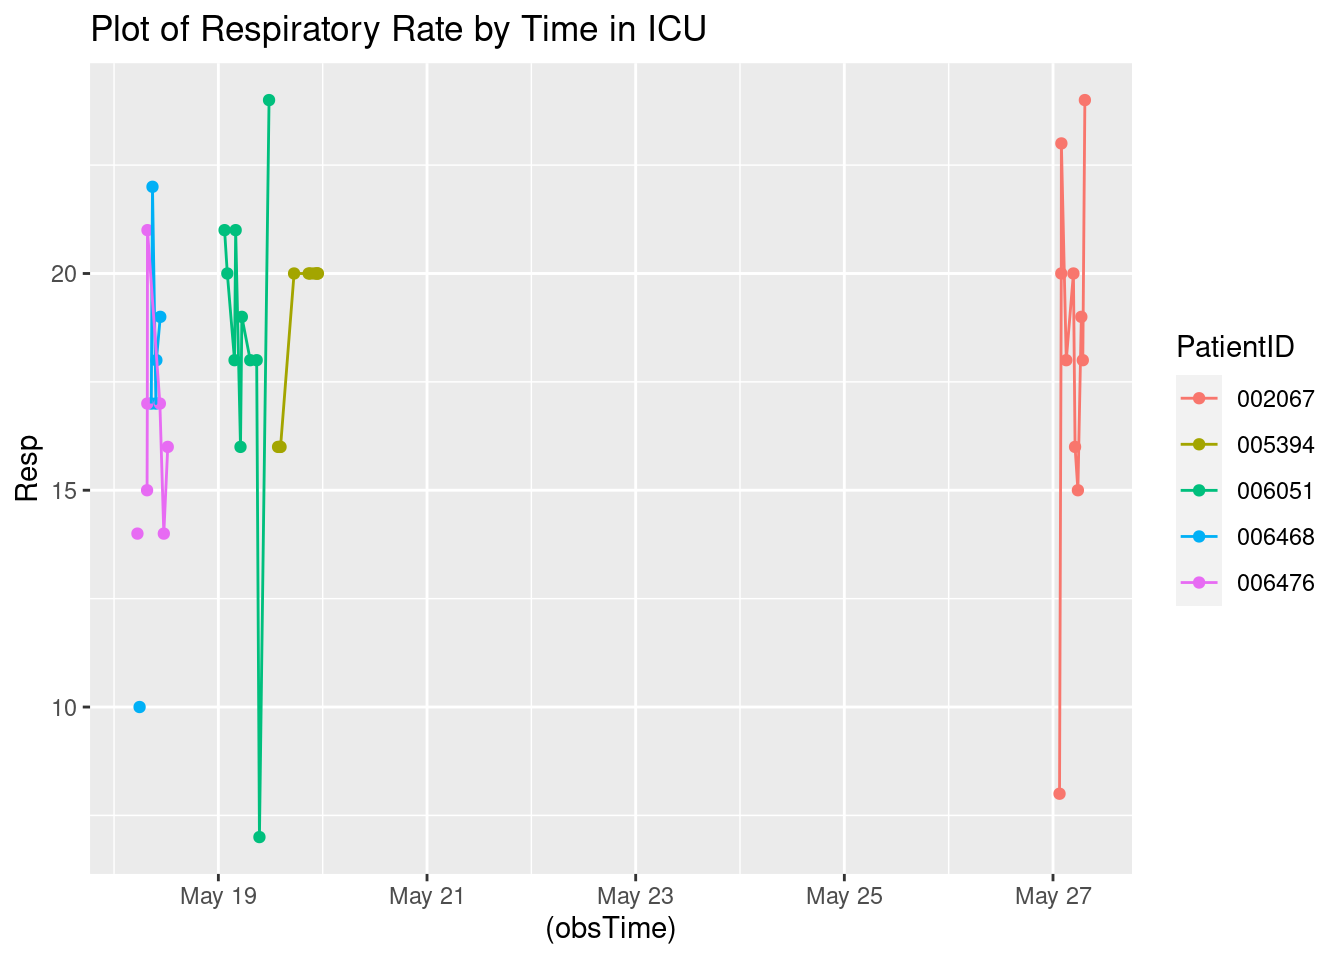 Plot of Respiratory Rate by Time in ICU
Resp
20
15
10
May 19
May 21
May 23
May 25
May 27
(obsTime)
PatientID
002067
005394
006051
006468
006476